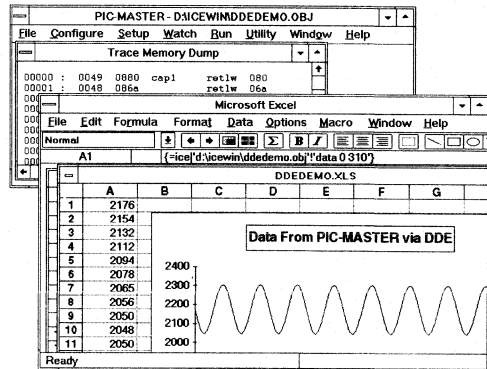 PIC-MASTER - D:\ICEWIN\DDEDEMO.OBJ
File Configure Setup Watch Run Utility Window Help
Trace Memory Dump
00000 : 0049 0880 cap1 retlw 080
00001 : 0048 086a retlw 06a
Microsoft Excel
File Edit Formula Format Data Options Macro Window Help
Normal Σ B I
A1 {=ice|'d:\icewin\ddedemo.obj'!'data 0 310'}
DDEDEMO.XLS
A B C D E F G
1 2176
2 2154
3 2132
4 2112
5 2094
6 2078
7 2065
8 2056
9 2050
10 2048
11 2050
Data From PIC-MASTER via DDE
2400
2300
2200
2100
2000
Ready